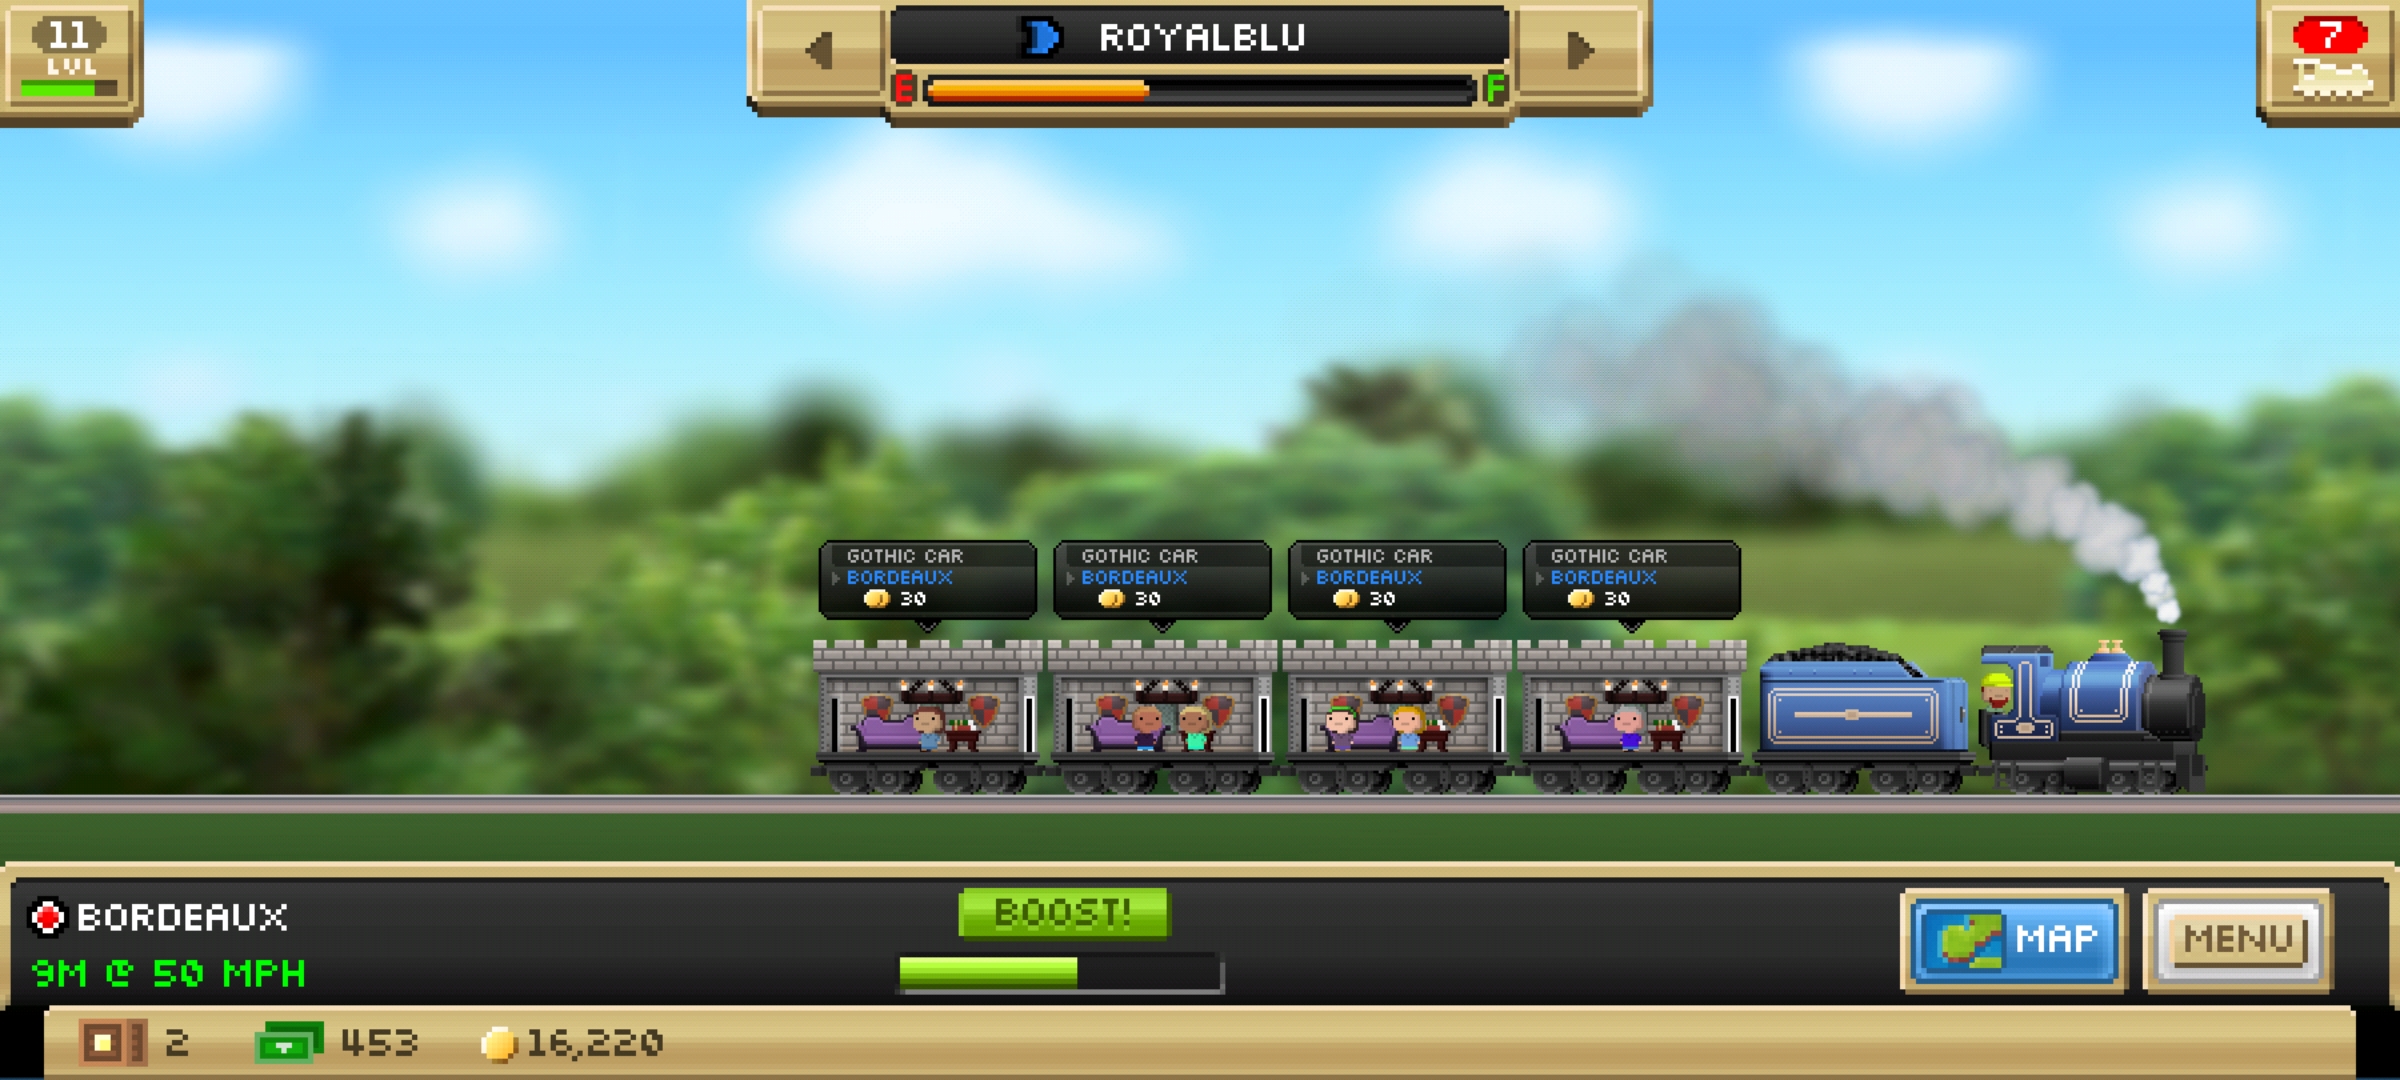 11
LVL
ROYALBLU
E F
7
GOTHIC CAR
BORDEAUX
30
GOTHIC CAR
BORDEAUX
30
GOTHIC CAR
BORDEAUX
30
GOTHIC CAR
BORDEAUX
30
BORDEAUX
9M @ 50 MPH
BOOST!
MAP
MENU
2
453
16,220